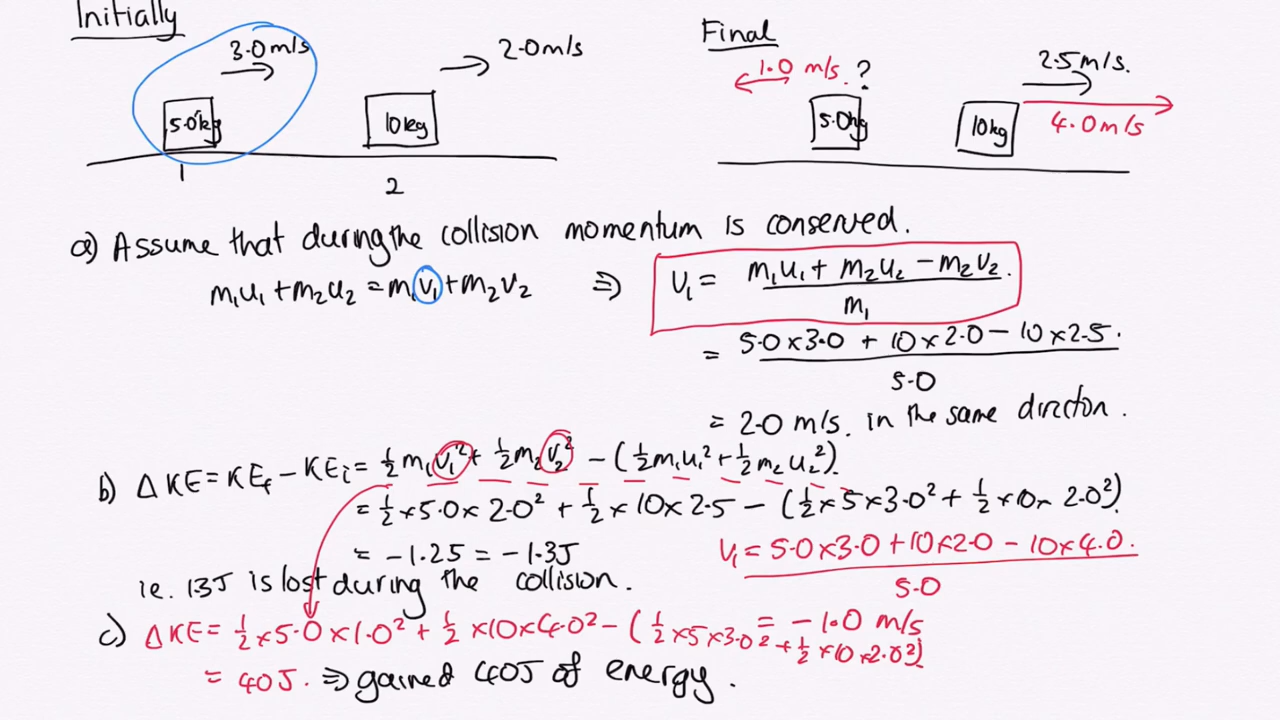 Initially
3.0m/s
2.0m/s
5.0kg
10kg
1
2
Final
1.0 m/s.
?
2.5m/s.
5.0kg
10kg
4.0m/s
a) Assume that during the collision momentum is conserved.
m₁u₁ + m₂u₂ = m₁v₁ + m₂v₂ ⇒ v₁ = (m₁u₁ + m₂u₂ − m₂v₂.)/m₁
= (5.0×3.0 + 10×2.0 − 10×2.5.)/5.0
= 2.0 m/s. in the same direction.
b) ΔKE = KEf − KEi = ½m₁v₁² + ½m₂v₂² − (½m₁u₁² + ½m₂u₂²).
= ½×5.0×2.0² + ½×10×2.5 − (½×5×3.0² + ½×10×2.0²)
= −1.25 = −1.3J
ie. 1.3J is lost during the collision.
v₁ = (5.0×3.0 + 10×2.0 − 10×4.0.)/5.0
= −1.0 m/s
c) ΔKE = ½×5.0×1.0² + ½×10×4.0² − (½×5×3.0² + ½×10×2.0²)
= 40J. ⇒ gained 40J of energy.